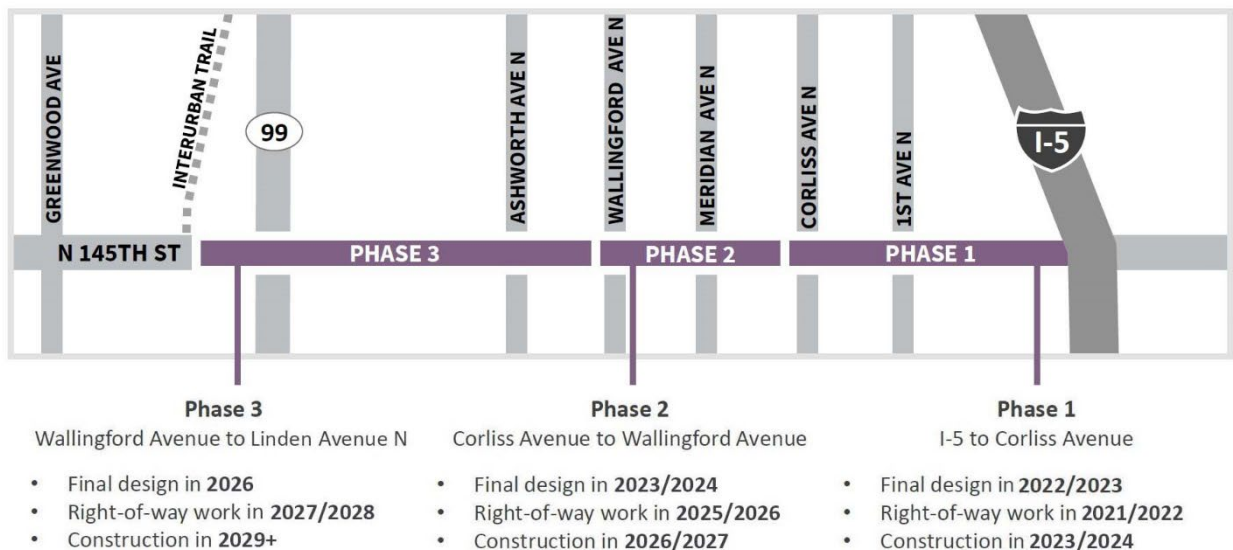 GREENWOOD AVE
INTERURBAN TRAIL
99
ASHWORTH AVE N
WALLINGFORD AVE N
MERIDIAN AVE N
CORLISS AVE N
1ST AVE N
I-5
N 145TH ST
PHASE 3
PHASE 2
PHASE 1
Phase 3
Wallingford Avenue to Linden Avenue N
• Final design in 2026
• Right-of-way work in 2027/2028
• Construction in 2029+
Phase 2
Corliss Avenue to Wallingford Avenue
• Final design in 2023/2024
• Right-of-way work in 2025/2026
• Construction in 2026/2027
Phase 1
I-5 to Corliss Avenue
• Final design in 2022/2023
• Right-of-way work in 2021/2022
• Construction in 2023/2024